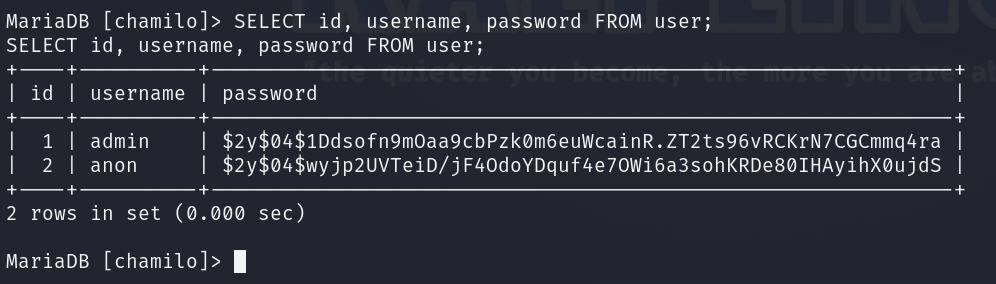 MariaDB [chamilo]> SELECT id, username, password FROM user;
SELECT id, username, password FROM user;
+----+----------+--------------------------------------------------------------+
| id | username | password                                                     |
+----+----------+--------------------------------------------------------------+
|  1 | admin    | $2y$04$1Ddsofn9mOaa9cbPzk0m6euWcainR.ZT2ts96vRCKrN7CGCmmq4ra |
|  2 | anon     | $2y$04$wyjp2UVTeiD/jF4OdoYDquf4e7OWi6a3sohKRDe80IHAyihX0ujdS |
+----+----------+--------------------------------------------------------------+
2 rows in set (0.000 sec)
MariaDB [chamilo]>
"the quieter you become, the more you are ab